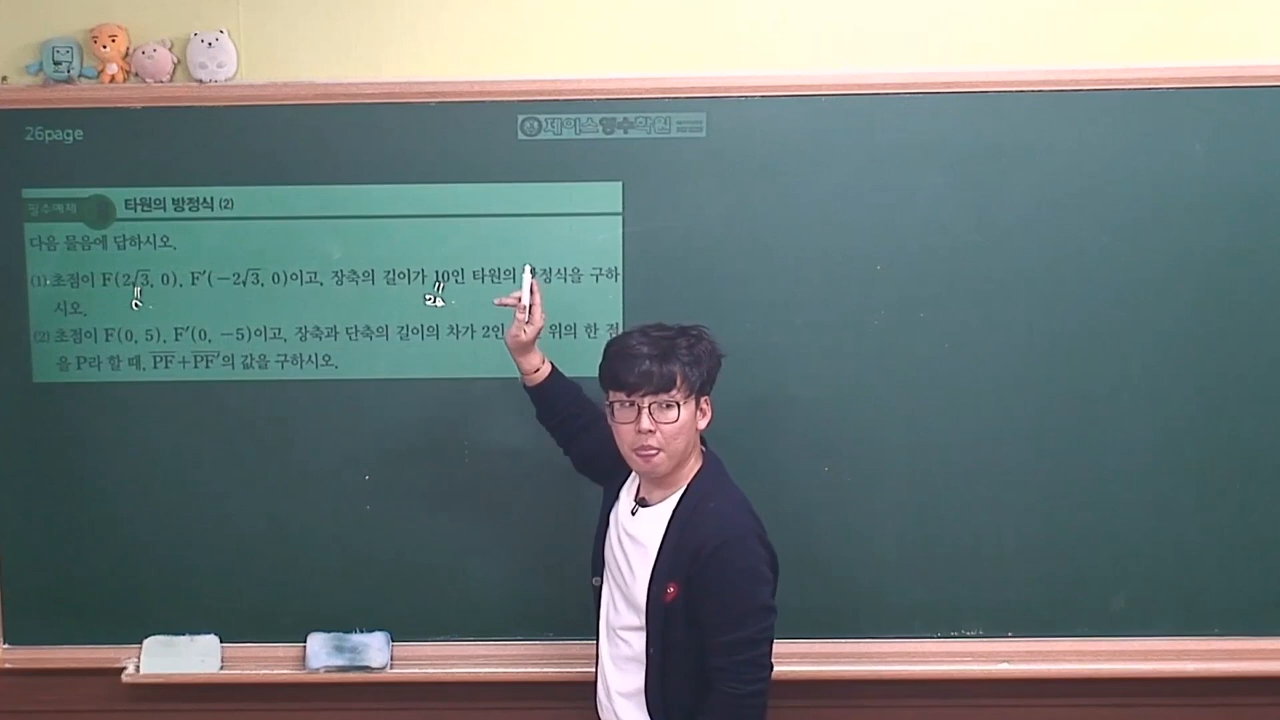 26page
제이스영수학원
필수예제 타원의 방정식 (2)
다음 물음에 답하시오.
(1) 초점이 F(2√3, 0), F′(−2√3, 0)이고, 장축의 길이가 10인 타원의 방정식을 구하
c 2a
시오.
(2) 초점이 F(0, 5), F′(0, −5)이고, 장축과 단축의 길이의 차가 2인 위의 한 점
을 P라 할 때, PF+PF′의 값을 구하시오.